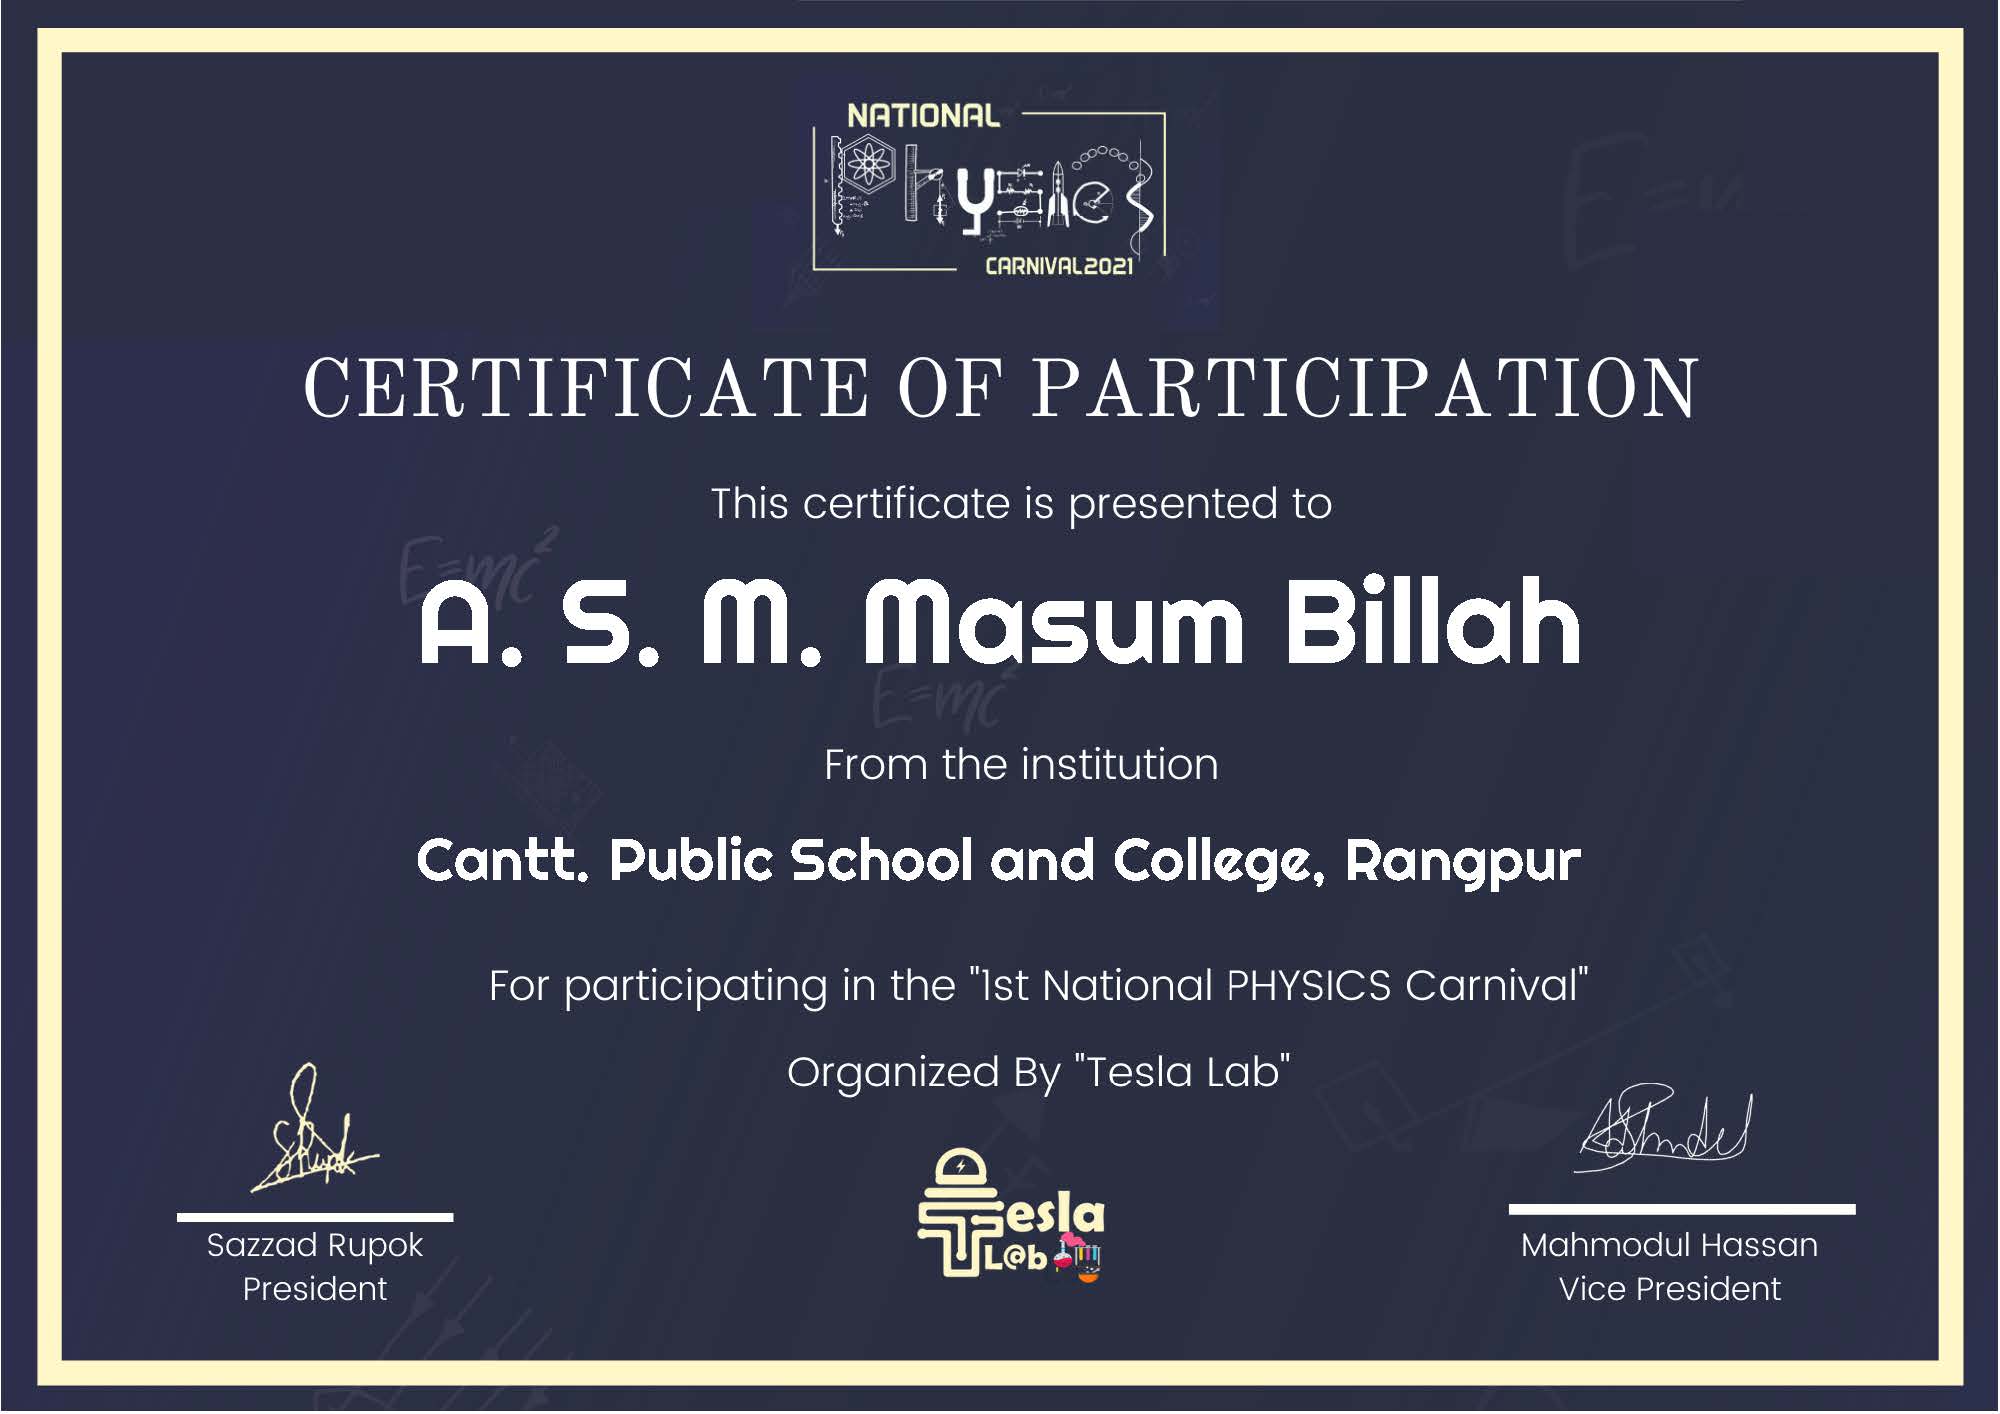 NATIONAL
Physics
CARNIVAL2021
CERTIFICATE OF PARTICIPATION
This certificate is presented to
E=mc²
A. S. M. Masum Billah
E=mc²
From the institution
Cantt. Public School and College, Rangpur
For participating in the "1st National PHYSICS Carnival"
Organized By "Tesla Lab"
Tesla
L@b
Sazzad Rupok
President
Mahmodul Hassan
Vice President